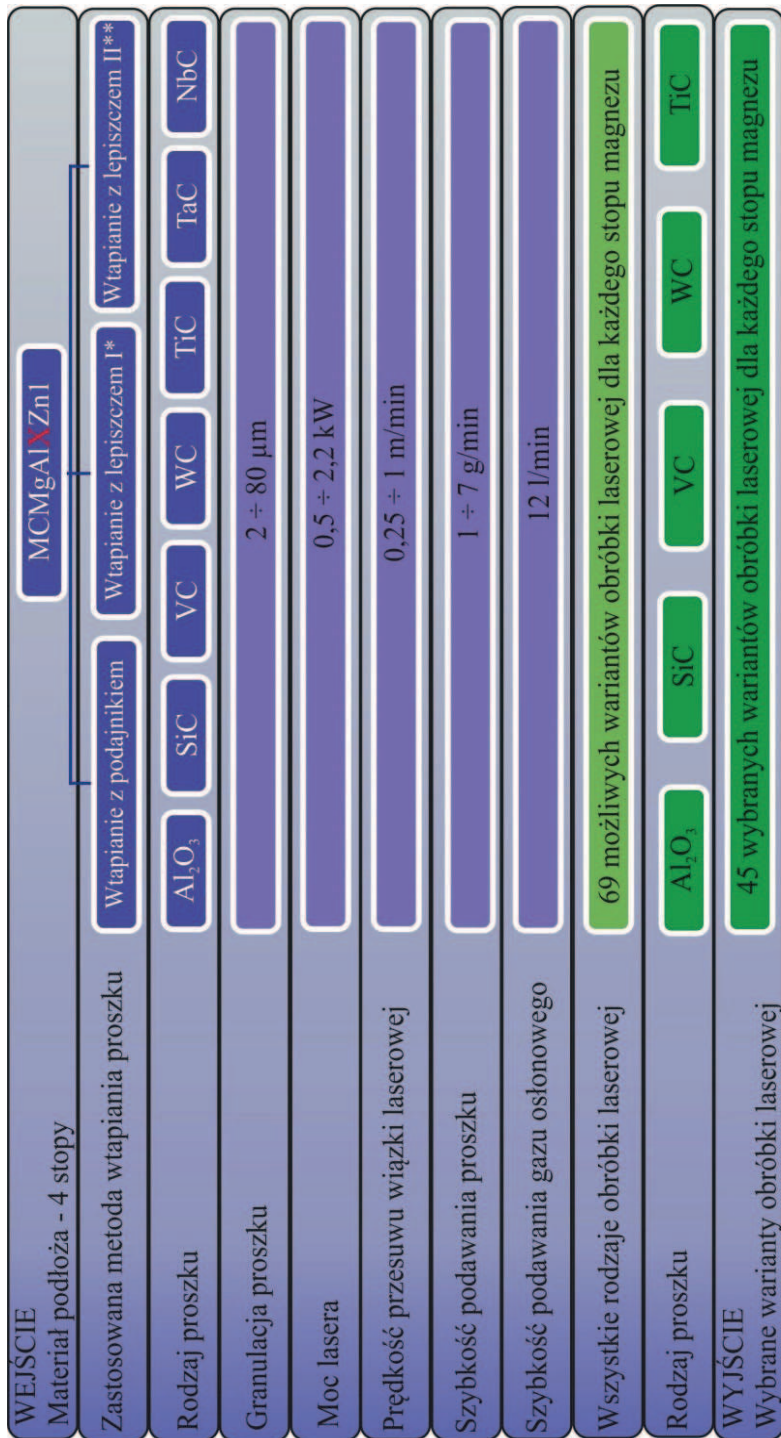 WEJŚCIE
Materiał podłoża - 4 stopy
MCMgAlXZn1
Zastosowana metoda wtapiania proszku
Wtapianie z podajnikiem
Wtapianie z lepiszczem I*
Wtapianie z lepiszczem II**
Rodzaj proszku
Al₂O₃
SiC
VC
WC
TiC
TaC
NbC
Granulacja proszku
2 ÷ 80 μm
Moc lasera
0,5 ÷ 2,2 kW
Prędkość przesuwu wiązki laserowej
0,25 ÷ 1 m/min
Szybkość podawania proszku
1 ÷ 7 g/min
Szybkość podawania gazu osłonowego
12 l/min
Wszystkie rodzaje obróbki laserowej
69 możliwych wariantów obróbki laserowej dla każdego stopu magnezu
Rodzaj proszku
Al₂O₃
SiC
VC
WC
TiC
WYJŚCIE
Wybrane warianty obróbki laserowej
45 wybranych wariantów obróbki laserowej dla każdego stopu magnezu